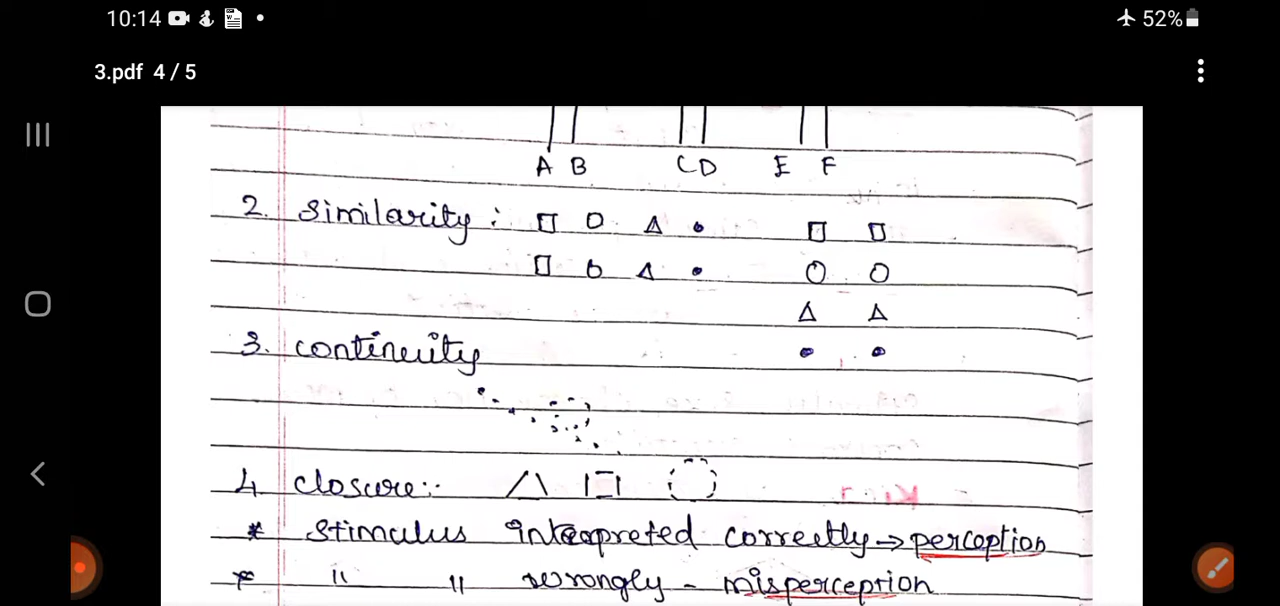 10:14 52%
3.pdf 4 / 5
A B C D E F
2. Similarity :
3. continuity
4 closure:-
* Stimulus interpreted correctly → perception
* " " wrongly - misperception